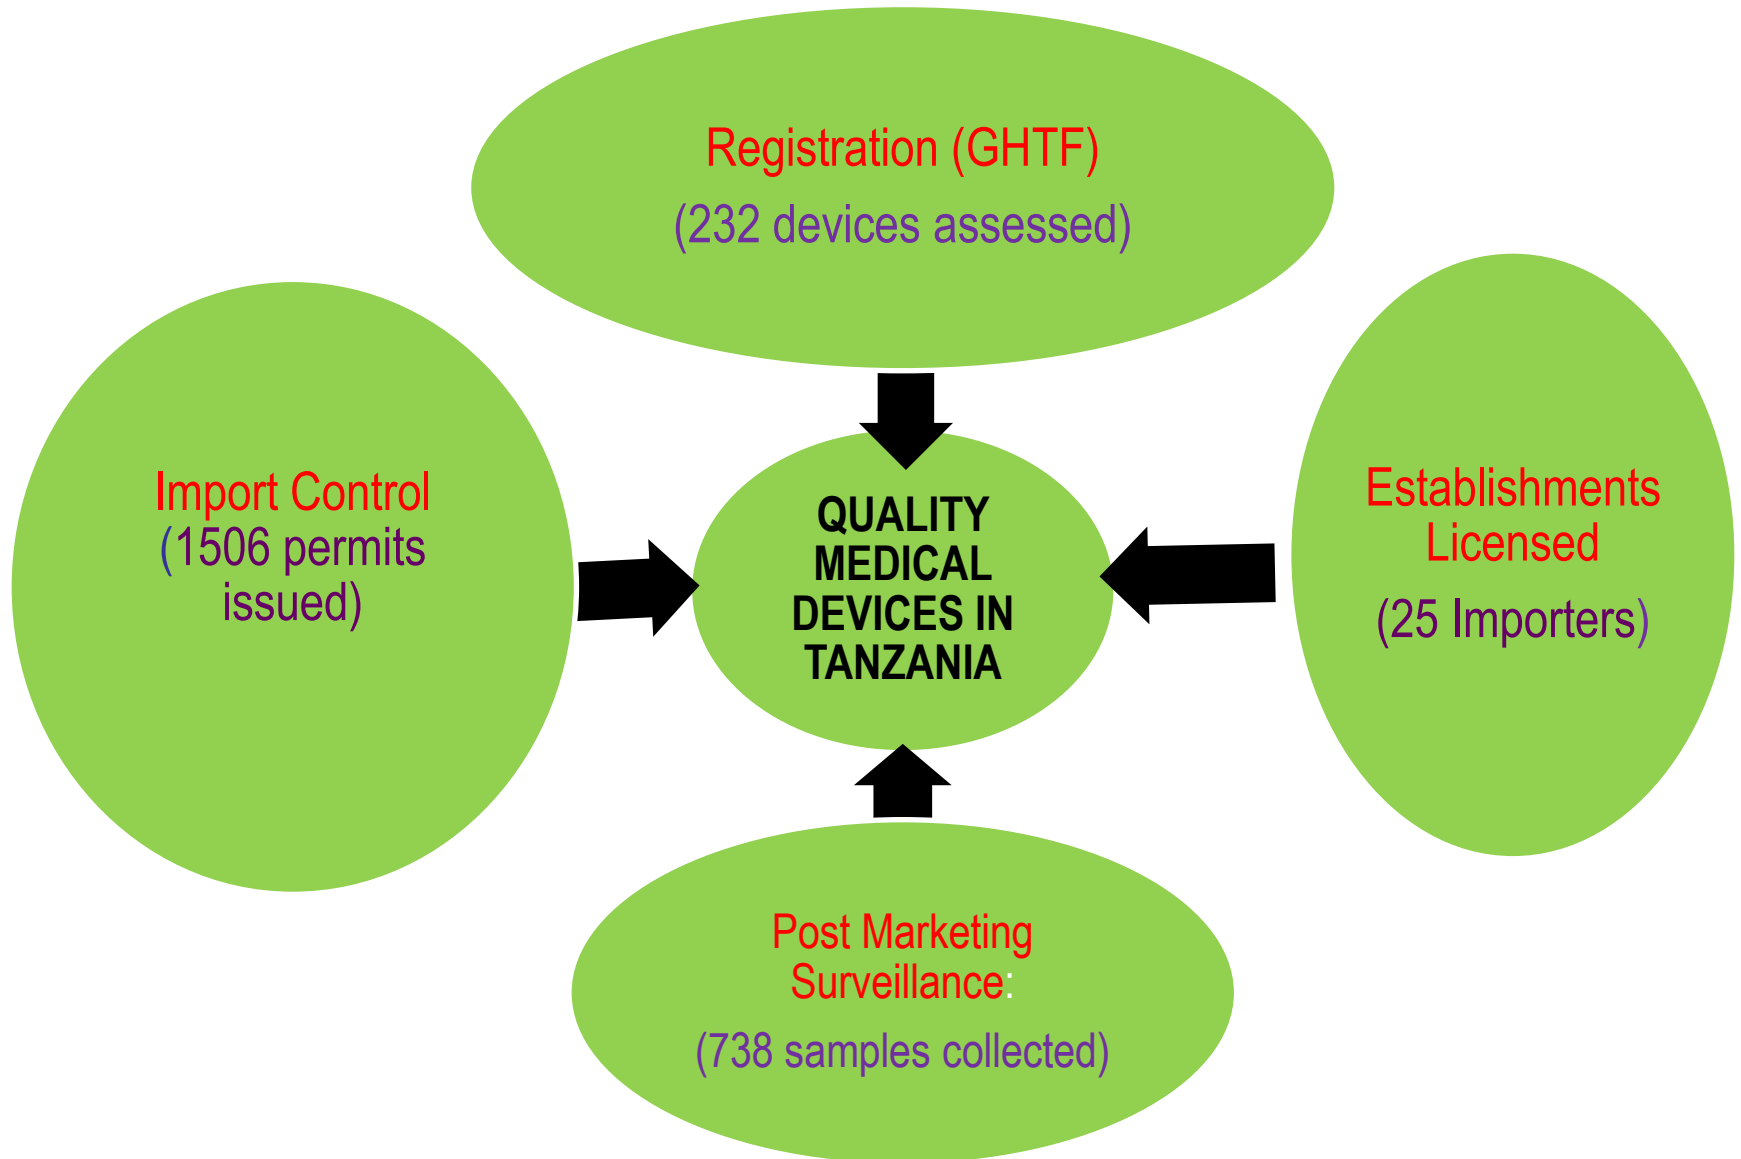 Registration (GHTF)
(232 devices assessed)
Import Control
(1506 permits
issued)
QUALITY
MEDICAL
DEVICES IN
TANZANIA
Establishments
Licensed
(25 Importers)
Post Marketing
Surveillance:
(738 samples collected)